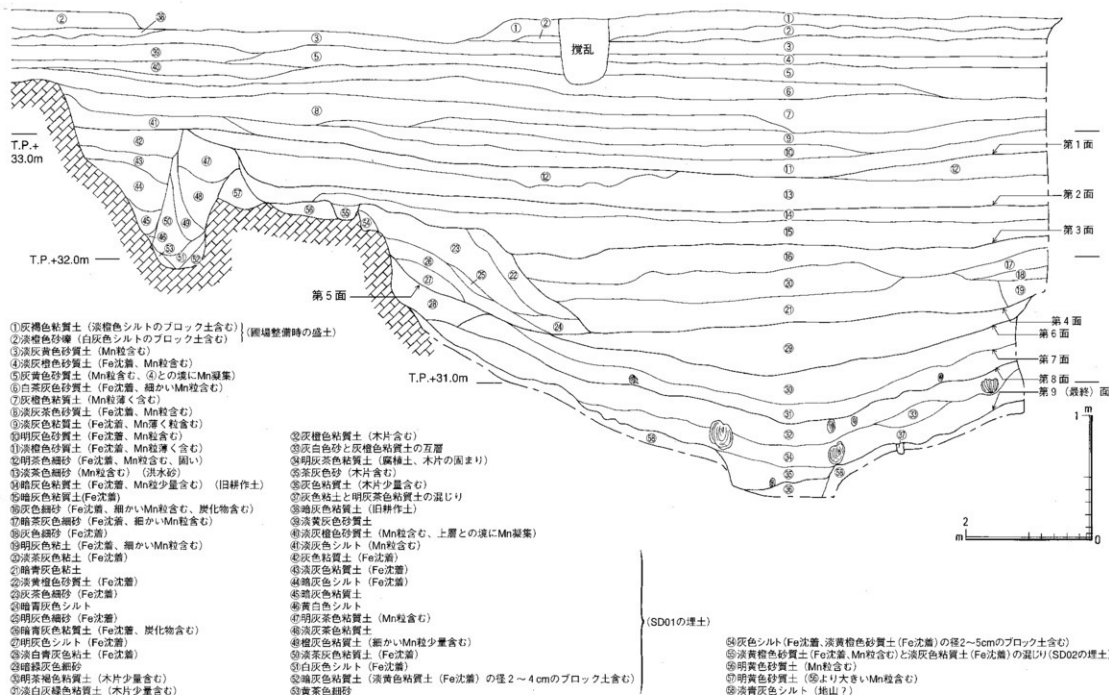 撹乱
T.P.+
33.0m
T.P.+32.0m
T.P.+31.0m
第1面
第2面
第3面
第5面
第4面
第6面
第7面
第8面
第9（最終）面
1
m
0
2
m
①灰褐色粘質土（淡橙色シルトのブロック土含む）
②淡橙色砂礫（白灰色シルトのブロック土含む）
(圃場整備時の盛土)
③淡灰黄色砂質土（Mn粒含む）
④淡灰橙色砂質土（Fe沈着、Mn粒含む）
⑤灰黄色砂質土（Mn粒含む、④との境にMn凝集）
⑥白茶灰色砂質土（Fe沈着、細かいMn粒含む）
⑦灰橙色粘質土（Mn粒薄く含む）
⑧淡灰茶色砂質土（Fe沈着、Mn粒含む）
⑨淡灰色粘質土（Fe沈着、Mn薄く粒含む）
⑩明灰色砂質土（Fe沈着、Mn粒含む）
⑪淡橙色砂質土（Fe沈着、Mn粒薄く含む）
⑫明茶色細砂（Fe沈着、Mn粒含む、固い）
⑬淡茶色細砂（Mn粒含む）（洪水砂）
⑭暗灰色粘質土（Fe沈着、Mn粒少量含む）（旧耕作土）
⑮暗灰色粘質土(Fe沈着)
⑯灰色細砂（Fe沈着、細かいMn粒含む、炭化物含む）
⑰暗茶灰色細砂（Fe沈着、細かいMn粒含む）
⑱灰色細砂（Fe沈着）
⑲明灰色粘土（Fe沈着、細かいMn粒含む）
⑳淡茶灰色粘土（Fe沈着）
㉑暗青灰色粘土
㉒淡黄橙色砂質土（Fe沈着）
㉓灰茶色細砂（Fe沈着）
㉔暗青灰色シルト
㉕明灰色細砂（Fe沈着）
㉖暗青灰色粘質土（Fe沈着、炭化物含む）
㉗明灰色シルト（Fe沈着）
㉘淡白青灰色粘土（Fe沈着）
㉙暗緑灰色細砂
㉚明茶褐色粘質土（木片少量含む）
㉛淡白灰緑色粘質土（木片少量含む）
㉜灰橙色粘質土（木片含む）
㉝灰白色砂と灰橙色粘質土の互層
㉞明灰茶色粘質土（腐植土、木片の固まり）
㉟茶灰色砂（木片含む）
㊱灰色粘質土（木片少量含む）
㊲灰色粘土と明灰茶色粘質土の混じり
㊳暗灰色粘質土（旧耕作土）
㊴淡黄灰色砂質土
㊵淡灰橙色砂質土（Mn粒含む、上層との境にMn凝集）
㊶淡灰色シルト（Mn粒含む）
㊷灰色粘質土（Fe沈着）
㊸淡灰色粘質土（Fe沈着）
㊹暗灰色シルト（Fe沈着）
㊺暗灰色粘質土
㊻黄白色シルト
㊼明灰茶色粘質土（Mn粒含む）
㊽淡灰茶色粘質土
㊾橙灰色粘質土（細かいMn粒少量含む）
㊿淡茶灰色粘質土（Fe沈着）
51白灰色シルト（Fe沈着）
52暗灰色粘質土（淡黄色粘質土（Fe沈着）の径2～4cmのブロック土含む）
53黄茶色細砂
(SD01の埋土)
54灰色シルト(Fe沈着、淡黄橙色砂質土(Fe沈着)の径2～5cmのブロック土含む)
55淡黄橙色砂質土(Fe沈着、Mn粒含む)と淡灰色粘質土(Fe沈着)の混じり(SD02の埋土)
56明黄色砂質土（Mn粒含む）
57明黄色砂質土（56より大きいMn粒含む）
58淡青灰色シルト（地山？）